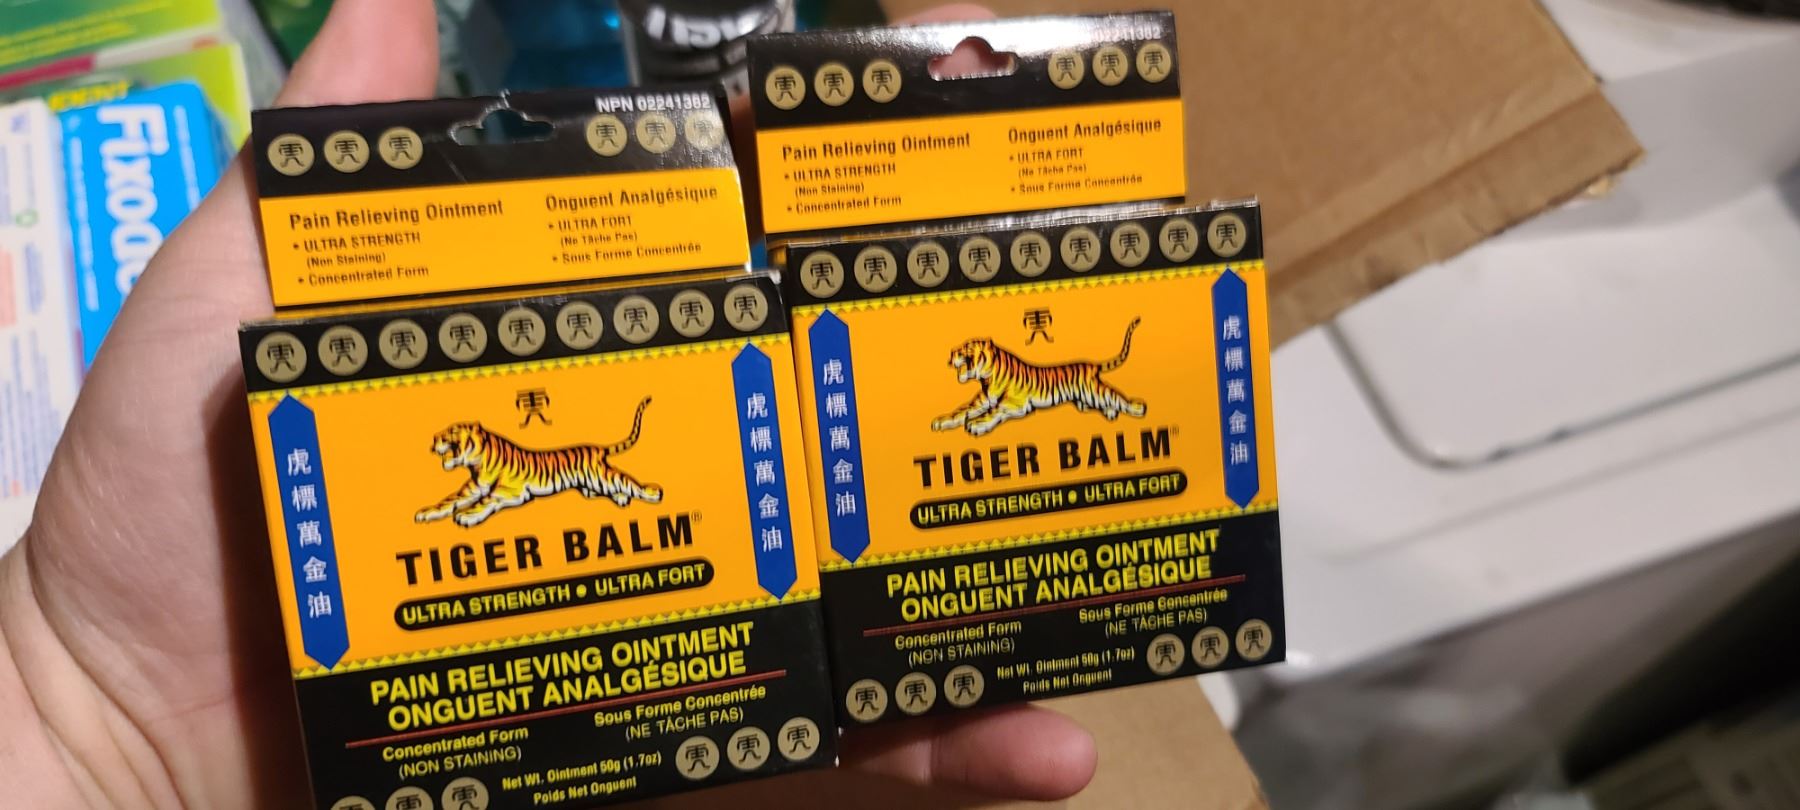 Fixod
NPN 02241382
Pain Relieving Ointment
• ULTRA STRENGTH
(Non Staining)
• Concentrated Form
Onguent Analgésique
• ULTRA FORT
(Ne Tâche Pas)
• Sous Forme Concentrée
虎標萬金油
虎標萬金油
TIGER BALM®
ULTRA STRENGTH • ULTRA FORT
PAIN RELIEVING OINTMENT
ONGUENT ANALGÉSIQUE
Concentrated Form
(NON STAINING)
Sous Forme Concentrée
(NE TÂCHE PAS)
Net Wt. Ointment 50g (1.7oz)
Poids Net Onguent
02241382
Pain Relieving Ointment
• ULTRA STRENGTH
(Non Staining)
• Concentrated Form
Onguent Analgésique
• ULTRA FORT
(Ne Tâche Pas)
• Sous Forme Concentrée
虎標萬金油
虎標萬金油
TIGER BALM®
ULTRA STRENGTH • ULTRA FORT
PAIN RELIEVING OINTMENT
ONGUENT ANALGÉSIQUE
Concentrated Form
(NON STAINING)
Sous Forme Concentrée
(NE TÂCHE PAS)
Net Wt. Ointment 50g (1.7oz)
Poids Net Onguent